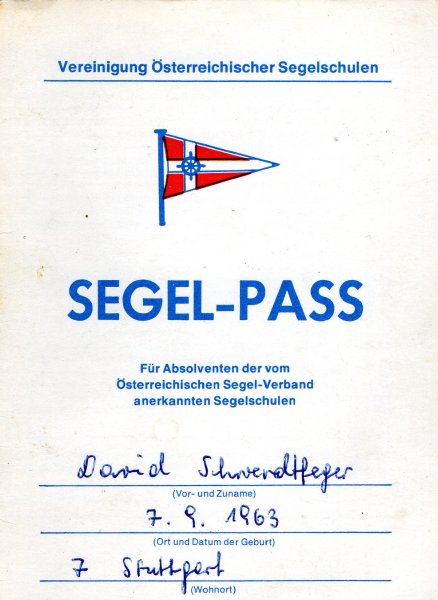 Vereinigung Österreichischer Segelschulen
SEGEL-PASS
Für Absolventen der vom
Österreichischen Segel-Verband
anerkannten Segelschulen
David Schwerdtfeger
(Vor- und Zuname)
7. 9. 1963
(Ort und Datum der Geburt)
7 Stuttgart
(Wohnort)